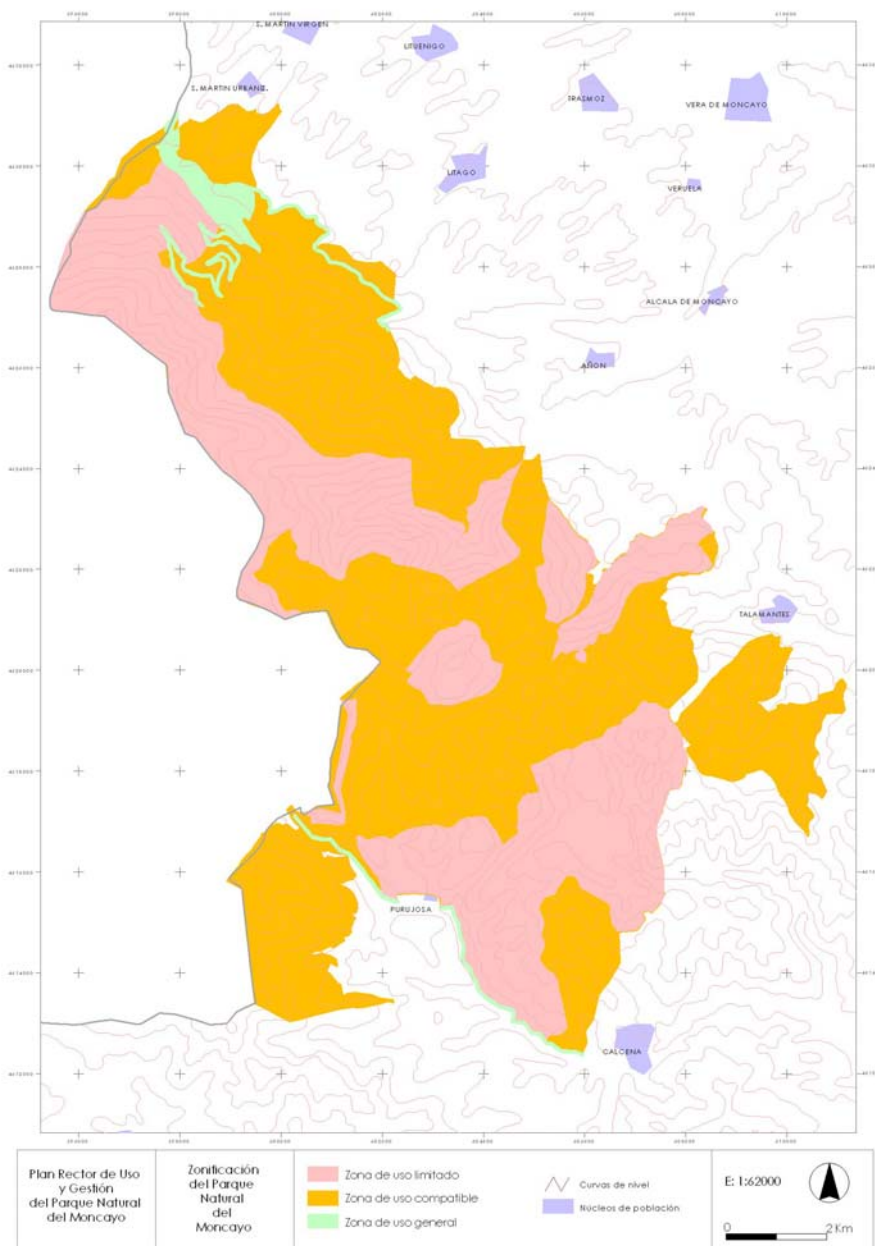 S. MARTIN VIRGEN
LITUENIGO
S. MARTIN URBANIZ.
TRASMOZ
VERA DE MONCAYO
LITAGO
VERUELA
ALCALA DE MONCAYO
AÑON
TALAMANTES
PURUJOSA
CALCENA
Plan Rector de Uso
y Gestión
del Parque Natural
del Moncayo
Zonificación
del Parque
Natural
del
Moncayo
Zona de uso limitado
Zona de uso compatible
Zona de uso general
Curvas de nivel
Núcleos de población
E: 1:62000
0 2 Km